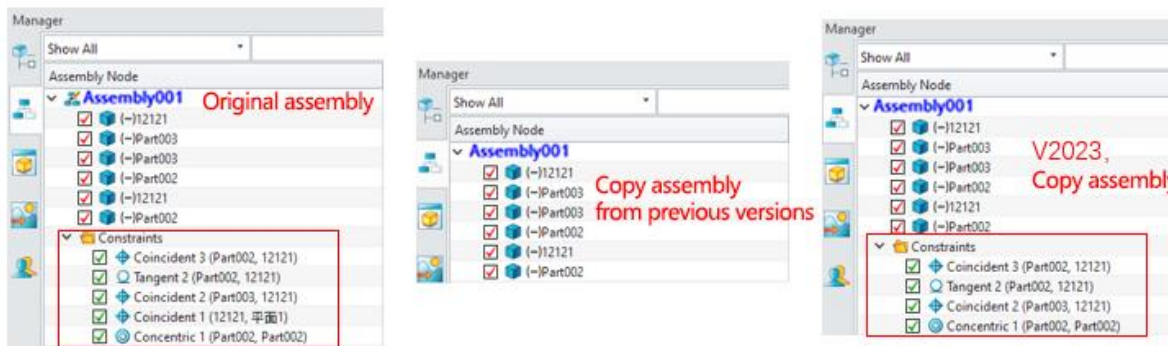 Manager
Show All
Assembly Node
Assembly001
Original assembly
(-)12121
(-)Part003
(-)Part003
(-)Part002
(-)12121
(-)Part002
Constraints
Coincident 3 (Part002, 12121)
Tangent 2 (Part002, 12121)
Coincident 2 (Part003, 12121)
Coincident 1 (12121, 平面1)
Concentric 1 (Part002, Part002)
Manager
Show All
Assembly Node
Assembly001
(-)12121
(-)Part003
(-)Part003
(-)Part002
(-)12121
(-)Part002
Copy assembly
from previous versions
Manager
Show All
Assembly Node
Assembly001
(-)12121
(-)Part003
(-)Part003
(-)Part002
(-)12121
(-)Part002
V2023,
Copy assembly
Constraints
Coincident 3 (Part002, 12121)
Tangent 2 (Part002, 12121)
Coincident 2 (Part003, 12121)
Concentric 1 (Part002, Part002)